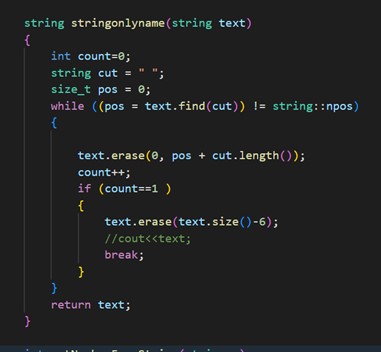 string stringonlyname(string text)
{
    int count=0;
    string cut = " ";
    size_t pos = 0;
    while ((pos = text.find(cut)) != string::npos)
    {

        text.erase(0, pos + cut.length());
        count++;
        if (count==1 )
        {
            text.erase(text.size()-6);
            //cout<<text;
            break;
        }
    }
    return text;
}